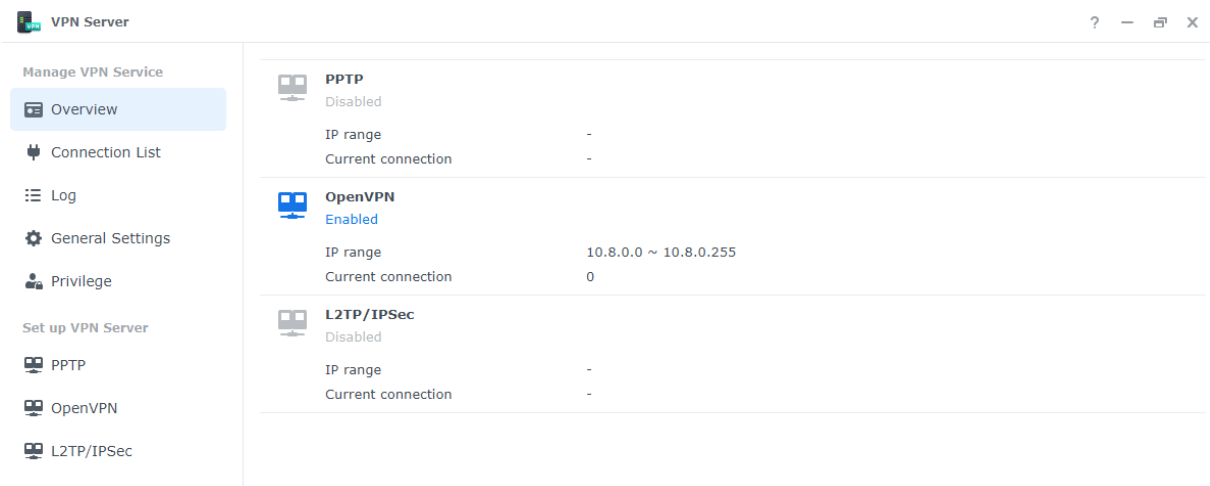 VPN Server
?
Manage VPN Service
Overview
Connection List
Log
General Settings
Privilege
Set up VPN Server
PPTP
OpenVPN
L2TP/IPSec
PPTP
Disabled
IP range -
Current connection -
OpenVPN
Enabled
IP range 10.8.0.0 ~ 10.8.0.255
Current connection 0
L2TP/IPSec
Disabled
IP range -
Current connection -